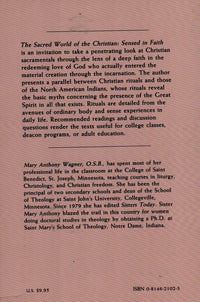 The Sacred World of the Christian: Sensed in Faith
is an invitation to take a penetrating look at Christian
sacramentals through the lens of a deep faith in the
redeeming love of God who actually entered the
material creation through the incarnation. The author
presents a parallel between Christian rituals and those
of the North American Indians, whose rituals reveal
the basic myths concerning the presence of the Great
Spirit in all that exists. Rituals are detailed from the
avenues of ordinary body and sense experiences in
daily life. Recommended readings and discussion
questions render the texts useful for college classes,
deacon programs, or adult education.
Mary Anthony Wagner, O.S.B., has spent most of her
professional life in the classroom at the College of Saint
Benedict, St. Joseph, Minnesota, teaching courses in liturgy,
Christology, and Christian freedom. She has been the
principal of two secondary schools and dean of the School
of Theology at Saint John's University, Collegeville,
Minnesota. Since 1979 she has edited Sisters Today. Sister
Mary Anthony blazed the trail in this country for women
doing doctoral studies in theology by obtaining a Ph.D. at
Saint Mary's School of Theology, Notre Dame, Indiana.
U.S. $9.95
ISBN 0-8146-2102-5